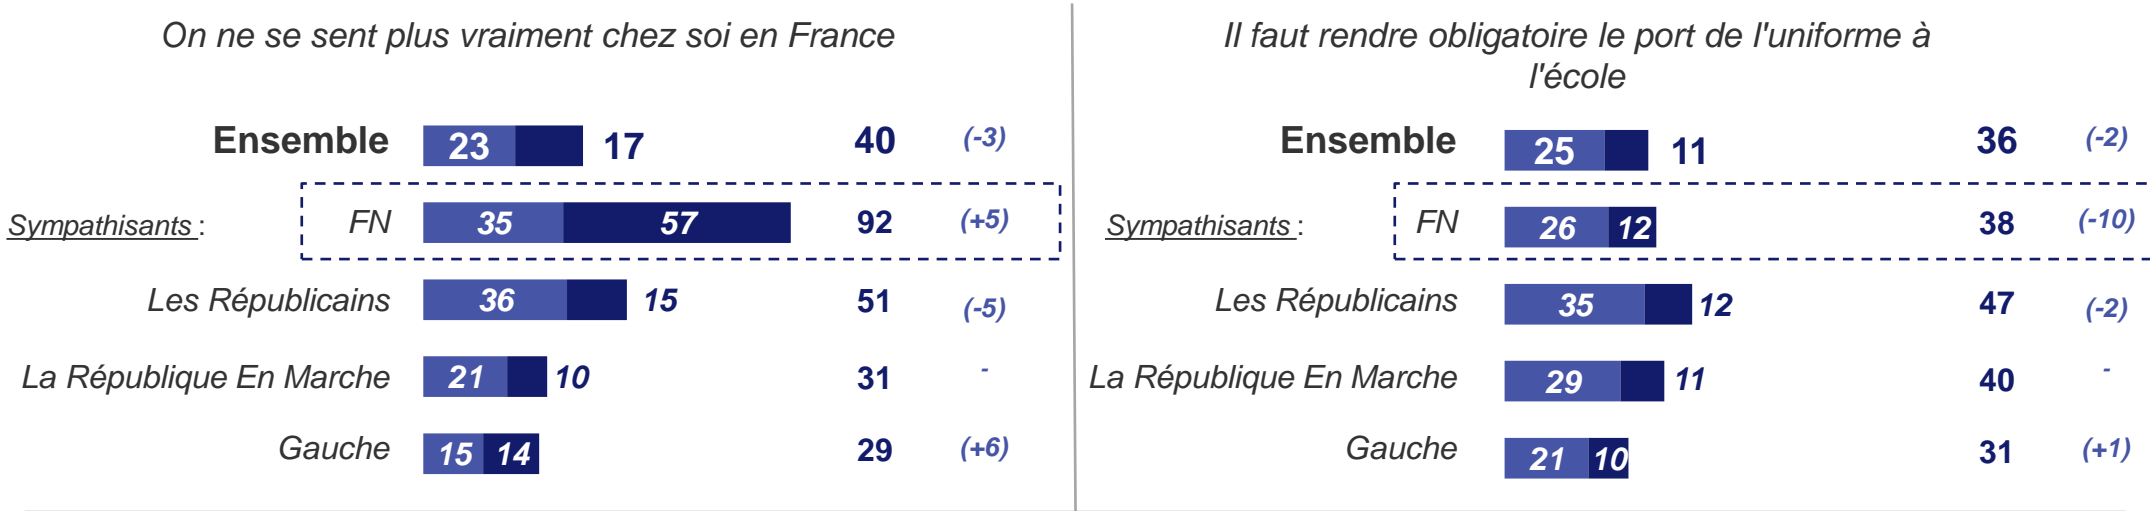 On ne se sent plus vraiment chez soi en France
Ensemble 23 17 40 (-3)
Sympathisants : FN 35 57 92 (+5)
Les Républicains 36 15 51 (-5)
La République En Marche 21 10 31 -
Gauche 15 14 29 (+6)
Il faut rendre obligatoire le port de l'uniforme à
l'école
Ensemble 25 11 36 (-2)
Sympathisants : FN 26 12 38 (-10)
Les Républicains 35 12 47 (-2)
La République En Marche 29 11 40 -
Gauche 21 10 31 (+1)